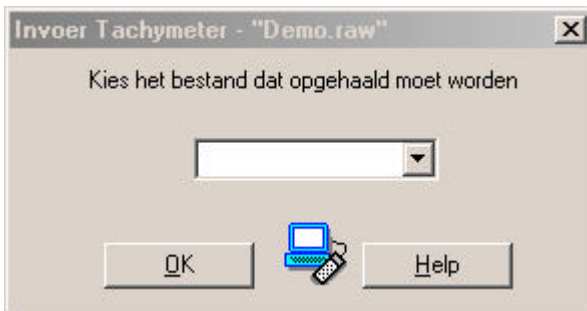 Invoer Tachymeter - "Demo.raw"
Kies het bestand dat opgehaald moet worden
OK
Help